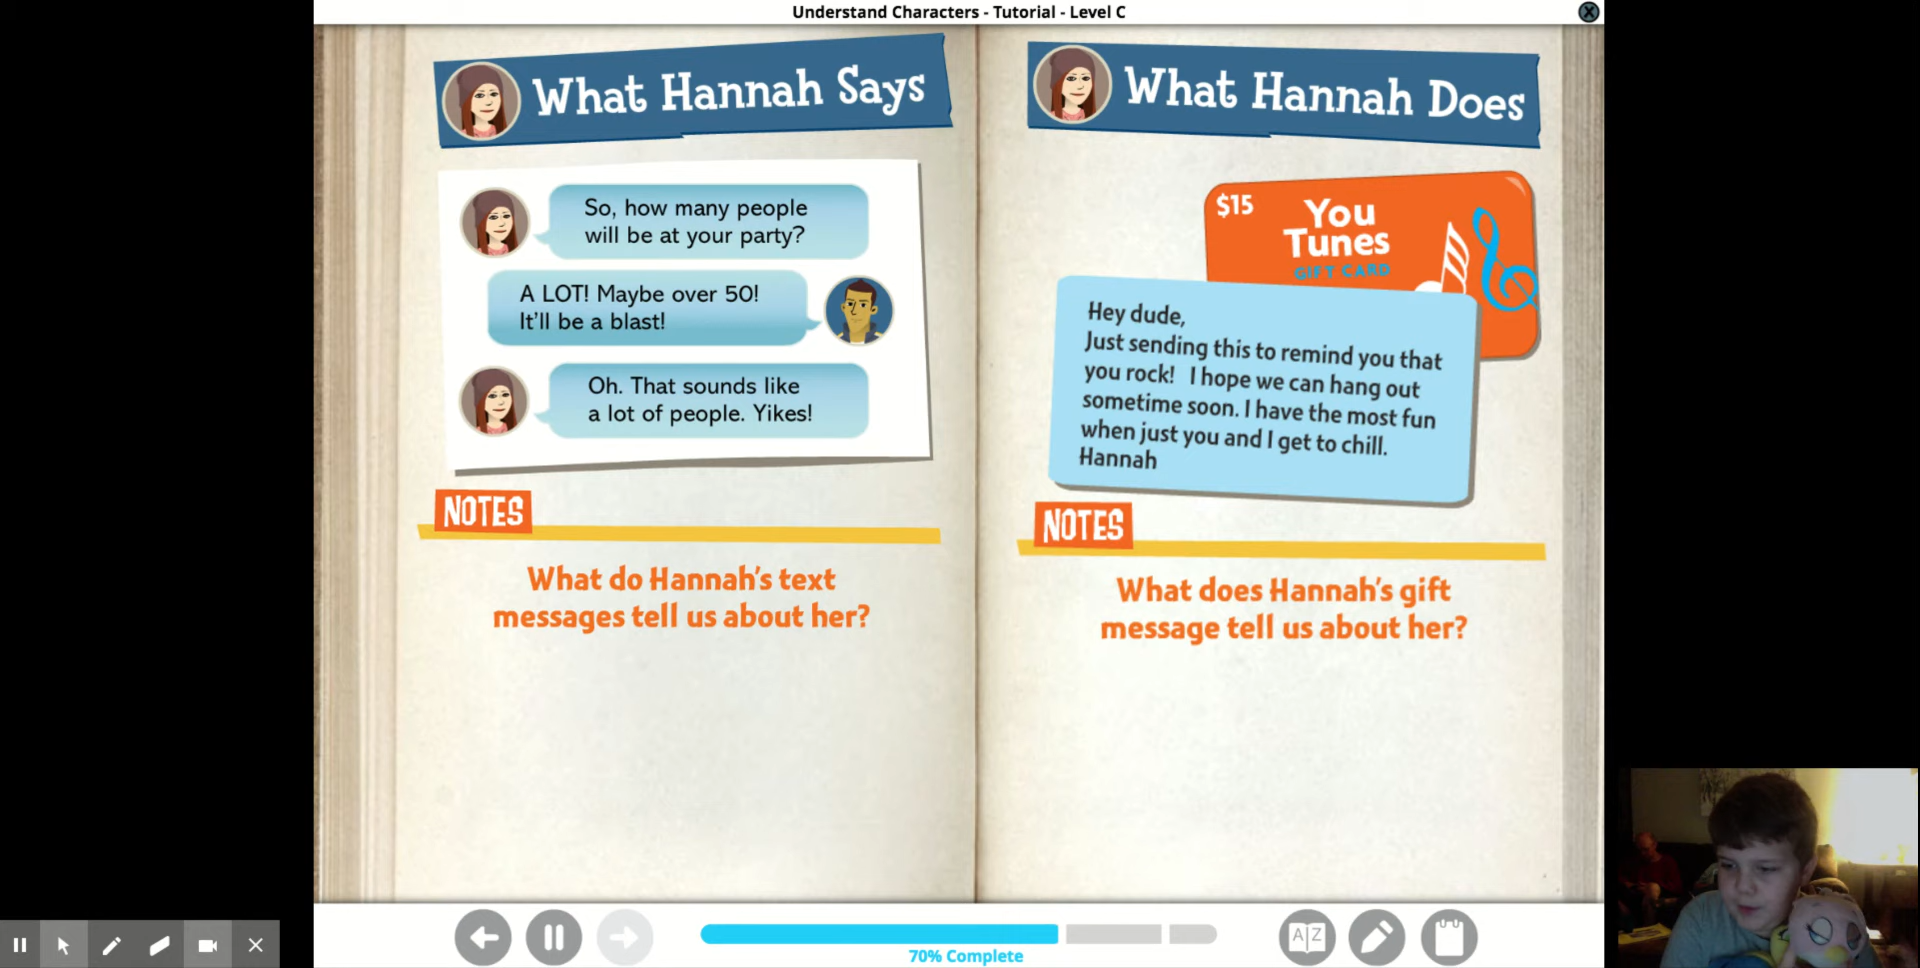 Understand Characters - Tutorial - Level C
What Hannah Says
So, how many people
will be at your party?
A LOT! Maybe over 50!
It'll be a blast!
Oh. That sounds like
a lot of people. Yikes!
NOTES
What do Hannah's text
messages tell us about her?
What Hannah Does
$15
You
Tunes
GIFT CARD
Hey dude,
Just sending this to remind you that
you rock! I hope we can hang out
sometime soon. I have the most fun
when just you and I get to chill.
Hannah
NOTES
What does Hannah's gift
message tell us about her?
70% Complete
A|Z